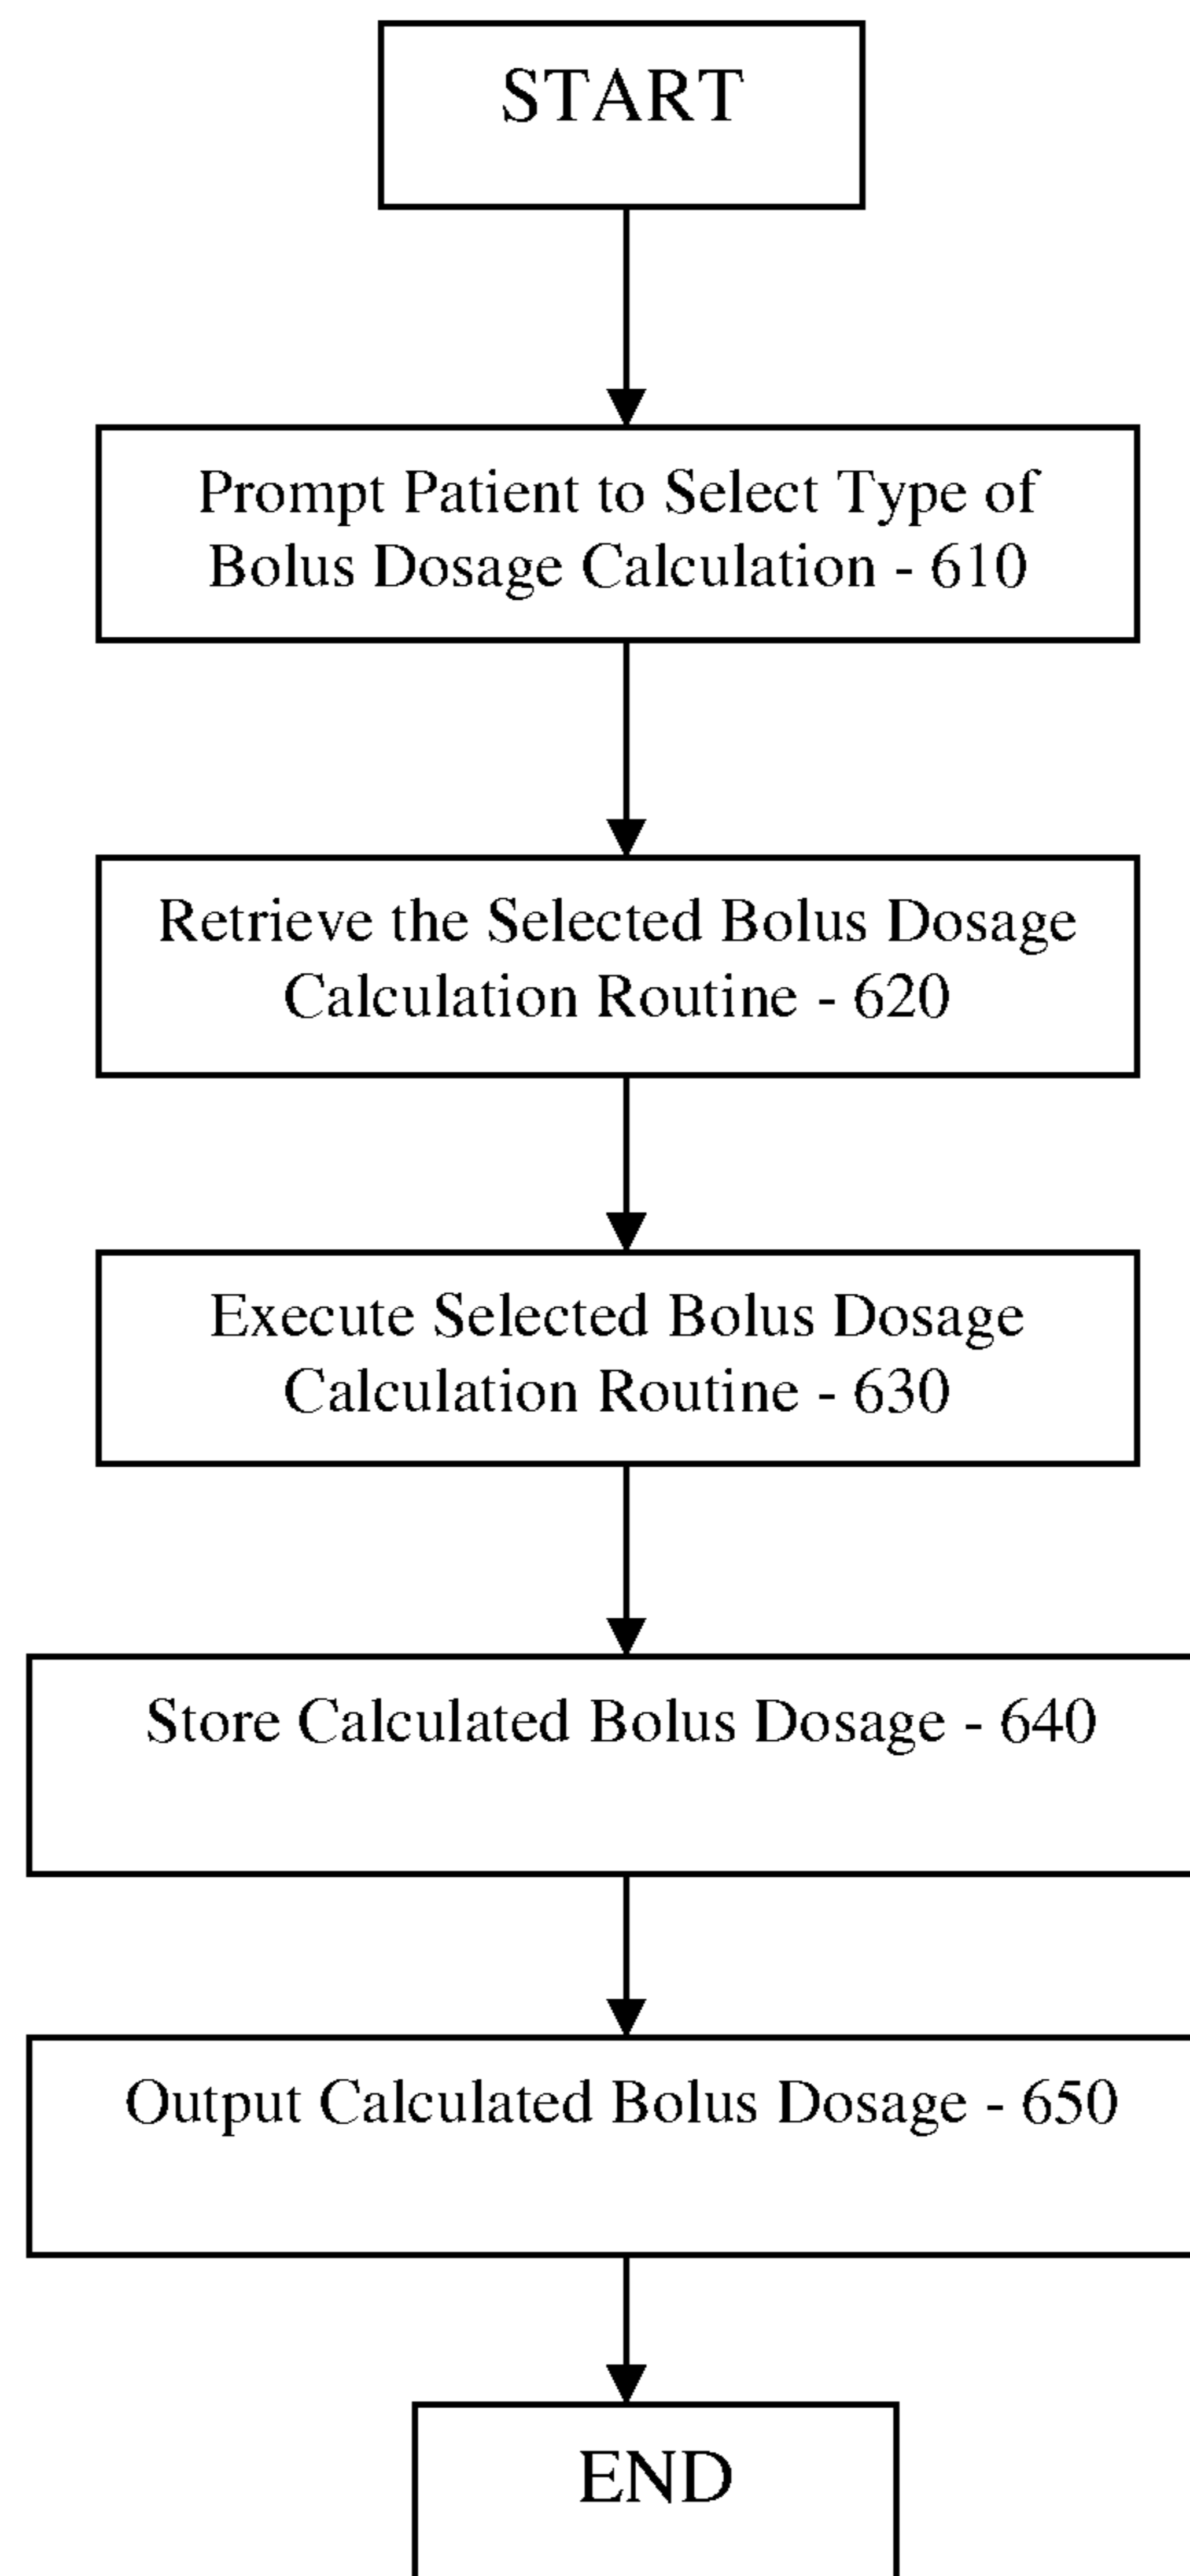 START
Prompt Patient to Select Type of
Bolus Dosage Calculation - 610
Retrieve the Selected Bolus Dosage
Calculation Routine - 620
Execute Selected Bolus Dosage
Calculation Routine - 630
Store Calculated Bolus Dosage - 640
Output Calculated Bolus Dosage - 650
END